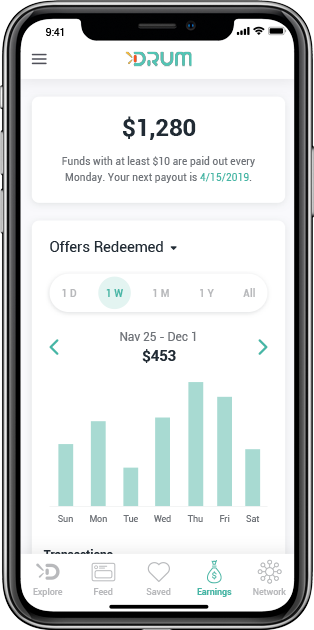 9:41
DRUM
$1,280
Funds with at least $10 are paid out every
Monday. Your next payout is 4/15/2019.
Offers Redeemed
1 D 1 W 1 M 1 Y All
Nov 25 - Dec 1
$453
Sun Mon Tue Wed Thu Fri Sat
Transactions
Explore Feed Saved Earnings Network